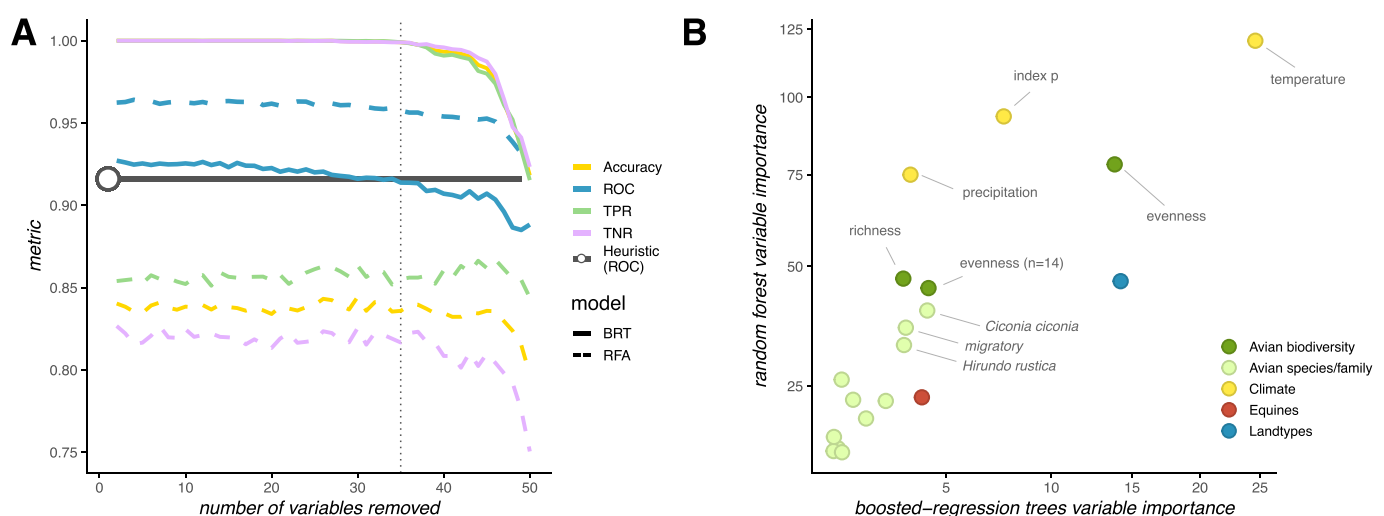 A
metric
1.00
0.95
0.90
0.85
0.80
0.75
0 10 20 30 40 50
number of variables removed
Accuracy
ROC
TPR
TNR
Heuristic
(ROC)
model
BRT
RFA
B
random forest variable importance
125
100
75
50
25
5 10 15 20 25
boosted−regression trees variable importance
temperature
index p
precipitation
evenness
richness
evenness (n=14)
Ciconia ciconia
migratory
Hirundo rustica
Avian biodiversity
Avian species/family
Climate
Equines
Landtypes